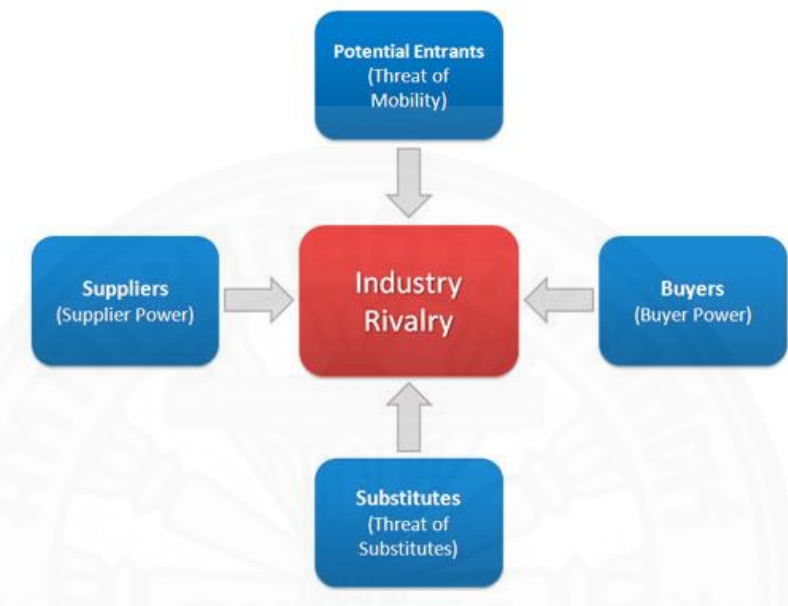 Potential Entrants
(Threat of
Mobility)
Suppliers
(Supplier Power)
Industry
Rivalry
Buyers
(Buyer Power)
Substitutes
(Threat of
Substitutes)